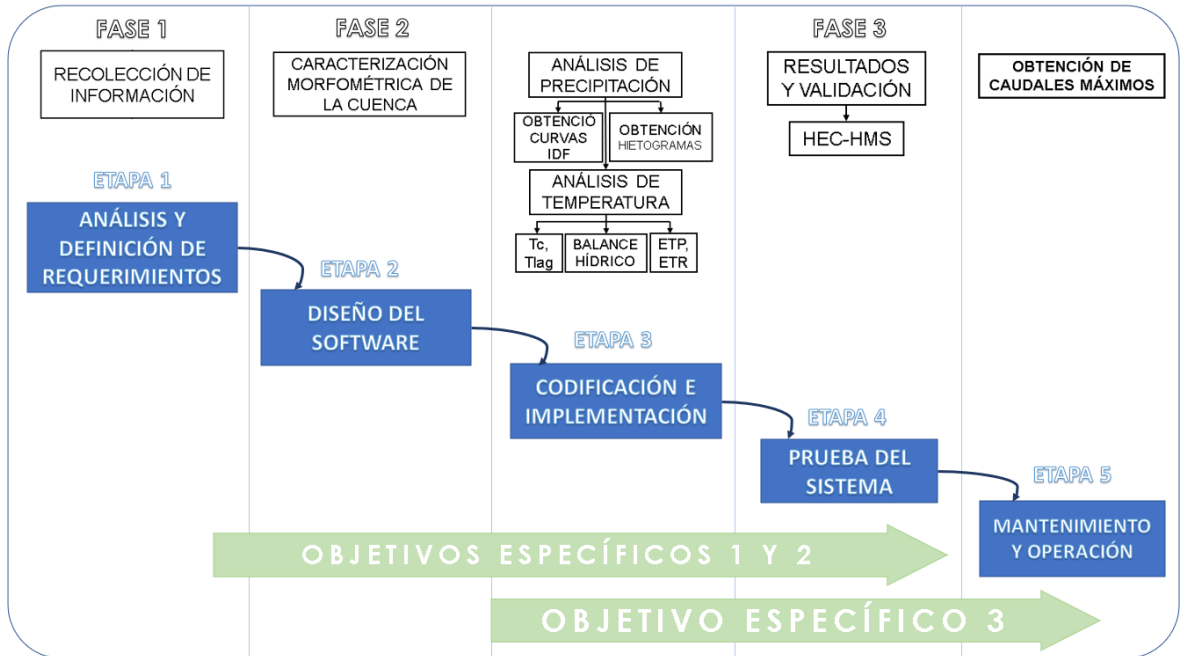 FASE 1
RECOLECCIÓN DE
INFORMACIÓN
FASE 2
CARACTERIZACIÓN
MORFOMÉTRICA DE
LA CUENCA
ANÁLISIS DE
PRECIPITACIÓN
OBTENCIÓ
CURVAS
IDF
OBTENCIÓN
HIETOGRAMAS
ANÁLISIS DE
TEMPERATURA
Tc,
Tlag
BALANCE
HÍDRICO
ETP,
ETR
FASE 3
RESULTADOS
Y VALIDACIÓN
HEC-HMS
OBTENCIÓN DE
CAUDALES MÁXIMOS
ETAPA 1
ANÁLISIS Y
DEFINICIÓN DE
REQUERIMIENTOS
ETAPA 2
DISEÑO DEL
SOFTWARE
ETAPA 3
CODIFICACIÓN E
IMPLEMENTACIÓN
ETAPA 4
PRUEBA DEL
SISTEMA
ETAPA 5
MANTENIMIENTO
Y OPERACIÓN
OBJETIVOS ESPECÍFICOS 1 Y 2
OBJETIVO ESPECÍFICO 3